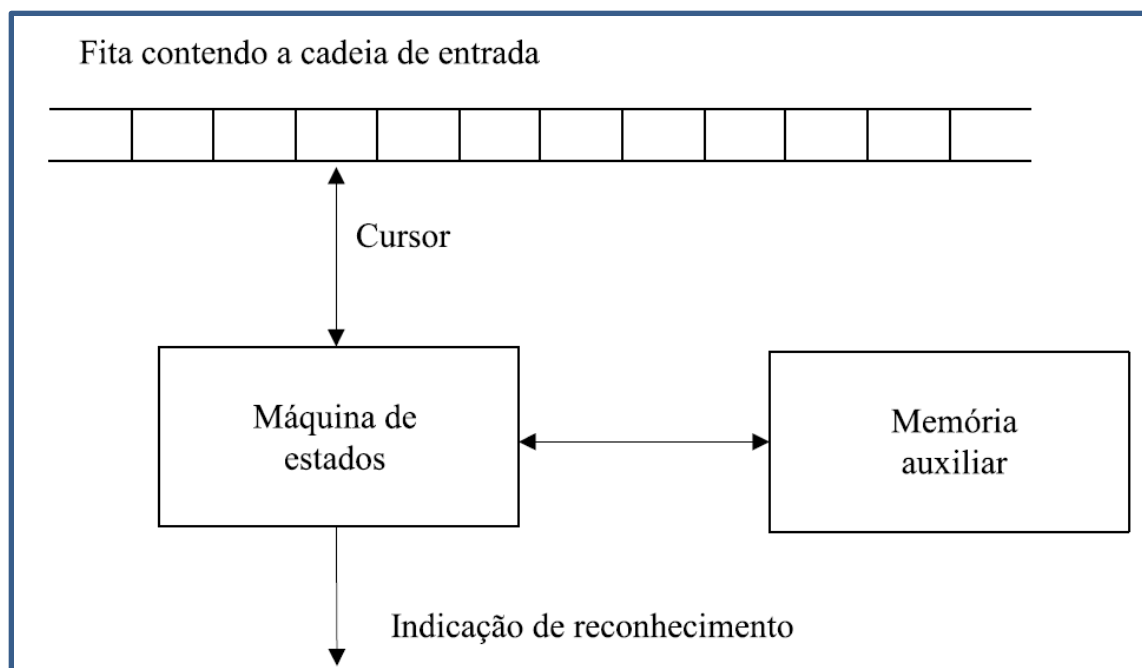 Fita contendo a cadeia de entrada
Cursor
Máquina de
estados
Memória
auxiliar
Indicação de reconhecimento